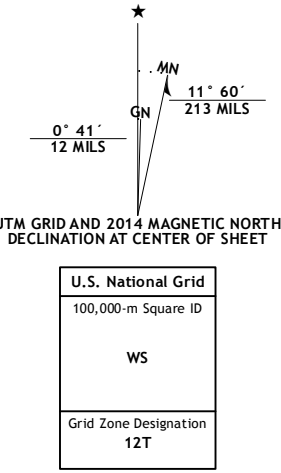 ★
MN
11° 60´
213 MILS
GN
0° 41´
12 MILS
UTM GRID AND 2014 MAGNETIC NORTH
DECLINATION AT CENTER OF SHEET
U.S. National Grid
100,000-m Square ID
WS
Grid Zone Designation
12T